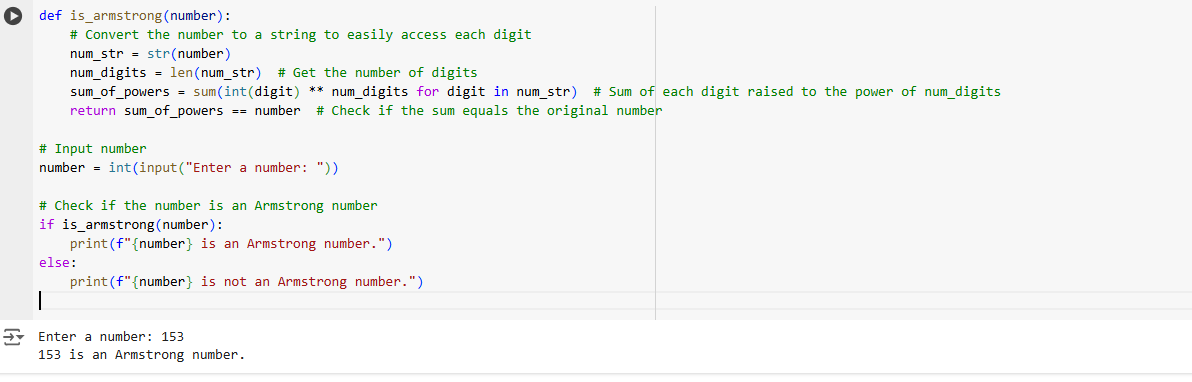 def is_armstrong(number):
    # Convert the number to a string to easily access each digit
    num_str = str(number)
    num_digits = len(num_str)  # Get the number of digits
    sum_of_powers = sum(int(digit) ** num_digits for digit in num_str)  # Sum of each digit raised to the power of num_digits
    return sum_of_powers == number  # Check if the sum equals the original number

# Input number
number = int(input("Enter a number: "))

# Check if the number is an Armstrong number
if is_armstrong(number):
    print(f"{number} is an Armstrong number.")
else:
    print(f"{number} is not an Armstrong number.")

Enter a number: 153
153 is an Armstrong number.